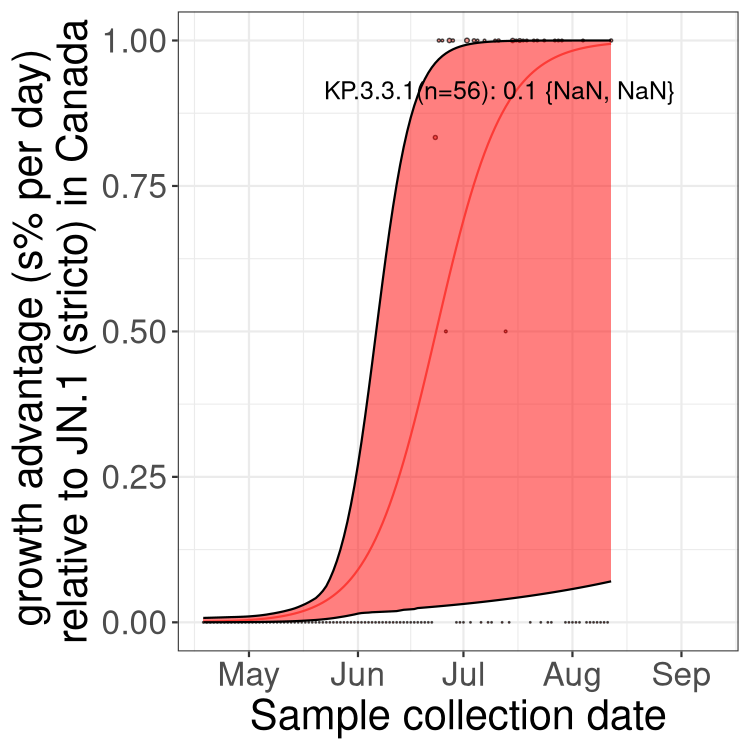 growth advantage (s% per day)
relative to JN.1 (stricto) in Canada
1.00
0.75
0.50
0.25
0.00
KP.3.3.1(n=56): 0.1 {NaN, NaN}
May Jun Jul Aug Sep
Sample collection date